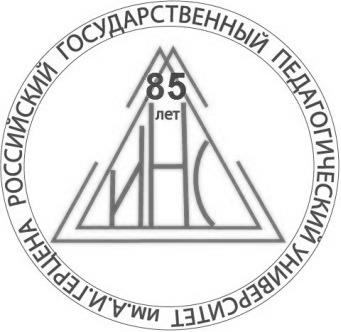 РОССИЙСКИЙ ГОСУДАРСТВЕННЫЙ ПЕДАГОГИЧЕСКИЙ УНИВЕРСИТЕТ им.А.И.ГЕРЦЕНА
85
лет
ИНС